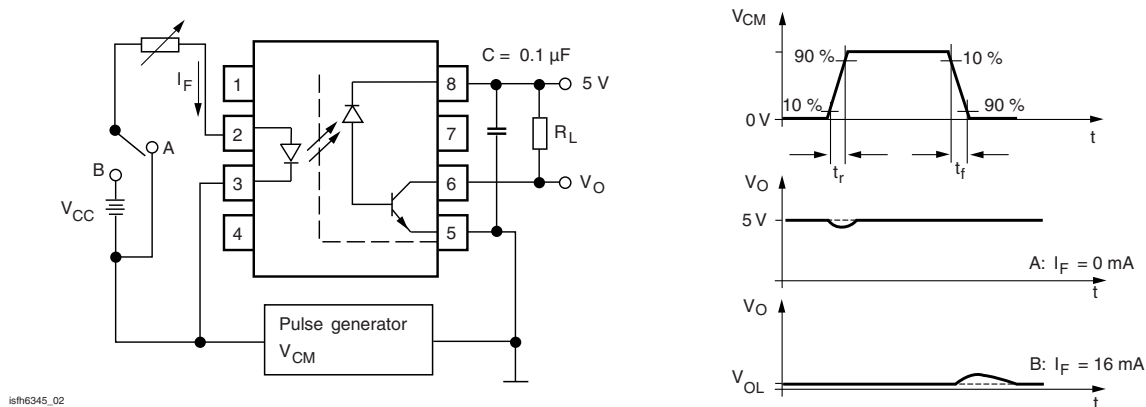 I_F
C = 0.1 µF
1
2
3
4
8
7
6
5
5 V
R_L
V_O
A
B
V_CC
Pulse generator
V_CM
isfh6345_02
V_CM
90 %
10 %
10 %
90 %
0 V
t
t_r
t_f
V_O
5 V
A: I_F = 0 mA
t
V_O
V_OL
B: I_F = 16 mA
t